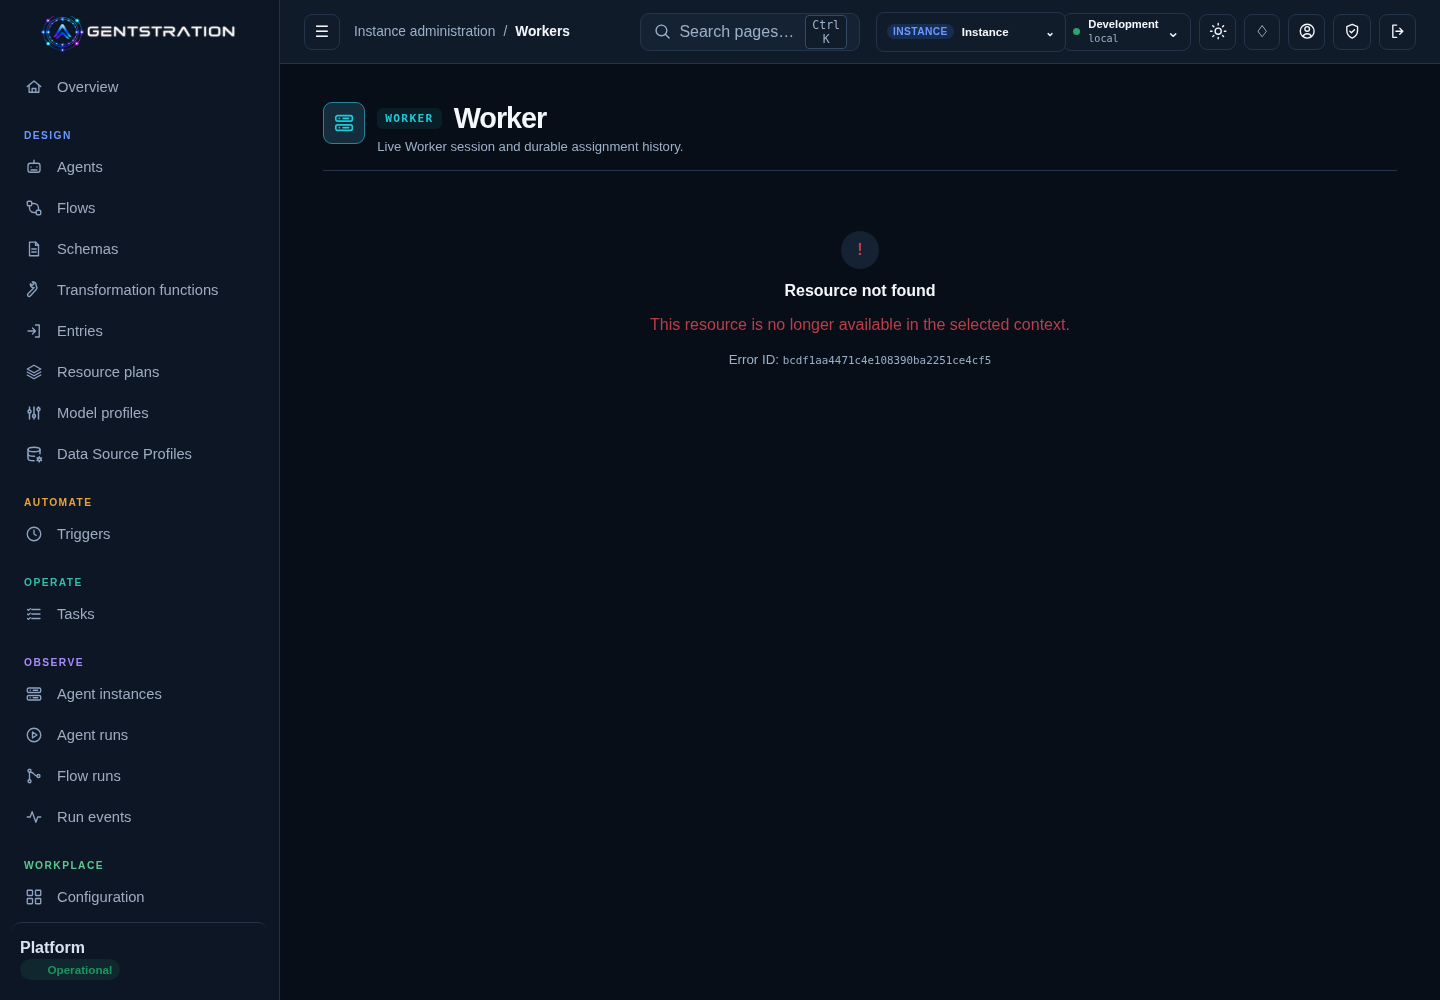 GENTSTRATION
Overview
DESIGN
Agents
Flows
Schemas
Transformation functions
Entries
Resource plans
Model profiles
Data Source Profiles
AUTOMATE
Triggers
OPERATE
Tasks
OBSERVE
Agent instances
Agent runs
Flow runs
Run events
WORKPLACE
Configuration
Platform
Operational
☰ Instance administration / Workers
Search pages… Ctrl K
INSTANCE Instance
Development
local
WORKER Worker
Live Worker session and durable assignment history.
!
Resource not found
This resource is no longer available in the selected context.
Error ID: bcdf1aa4471c4e108390ba2251ce4cf5